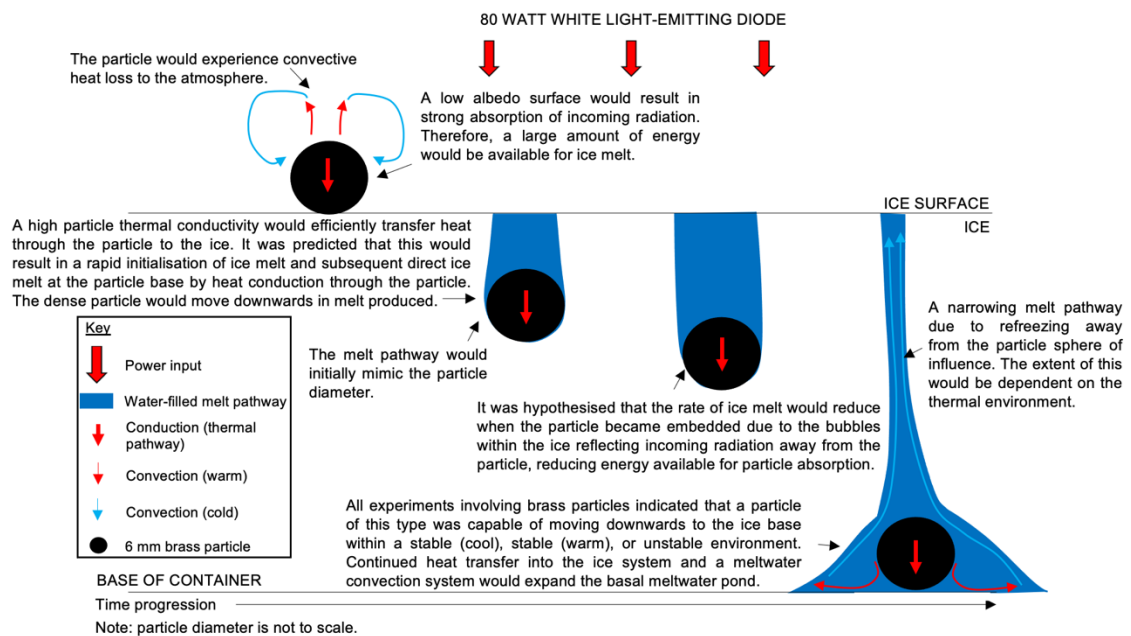 80 WATT WHITE LIGHT-EMITTING DIODE
The particle would experience convective
heat loss to the atmosphere.
A low albedo surface would result in
strong absorption of incoming radiation.
Therefore, a large amount of energy
would be available for ice melt.
ICE SURFACE
ICE
A high particle thermal conductivity would efficiently transfer heat
through the particle to the ice. It was predicted that this would
result in a rapid initialisation of ice melt and subsequent direct ice
melt at the particle base by heat conduction through the particle.
The dense particle would move downwards in melt produced.
The melt pathway would
initially mimic the particle
diameter.
It was hypothesised that the rate of ice melt would reduce
when the particle became embedded due to the bubbles
within the ice reflecting incoming radiation away from the
particle, reducing energy available for particle absorption.
A narrowing melt pathway
due to refreezing away
from the particle sphere of
influence. The extent of this
would be dependent on the
thermal environment.
Key
Power input
Water-filled melt pathway
Conduction (thermal
pathway)
Convection (warm)
Convection (cold)
6 mm brass particle
All experiments involving brass particles indicated that a particle
of this type was capable of moving downwards to the ice base
within a stable (cool), stable (warm), or unstable environment.
Continued heat transfer into the ice system and a meltwater
convection system would expand the basal meltwater pond.
BASE OF CONTAINER
Time progression
Note: particle diameter is not to scale.